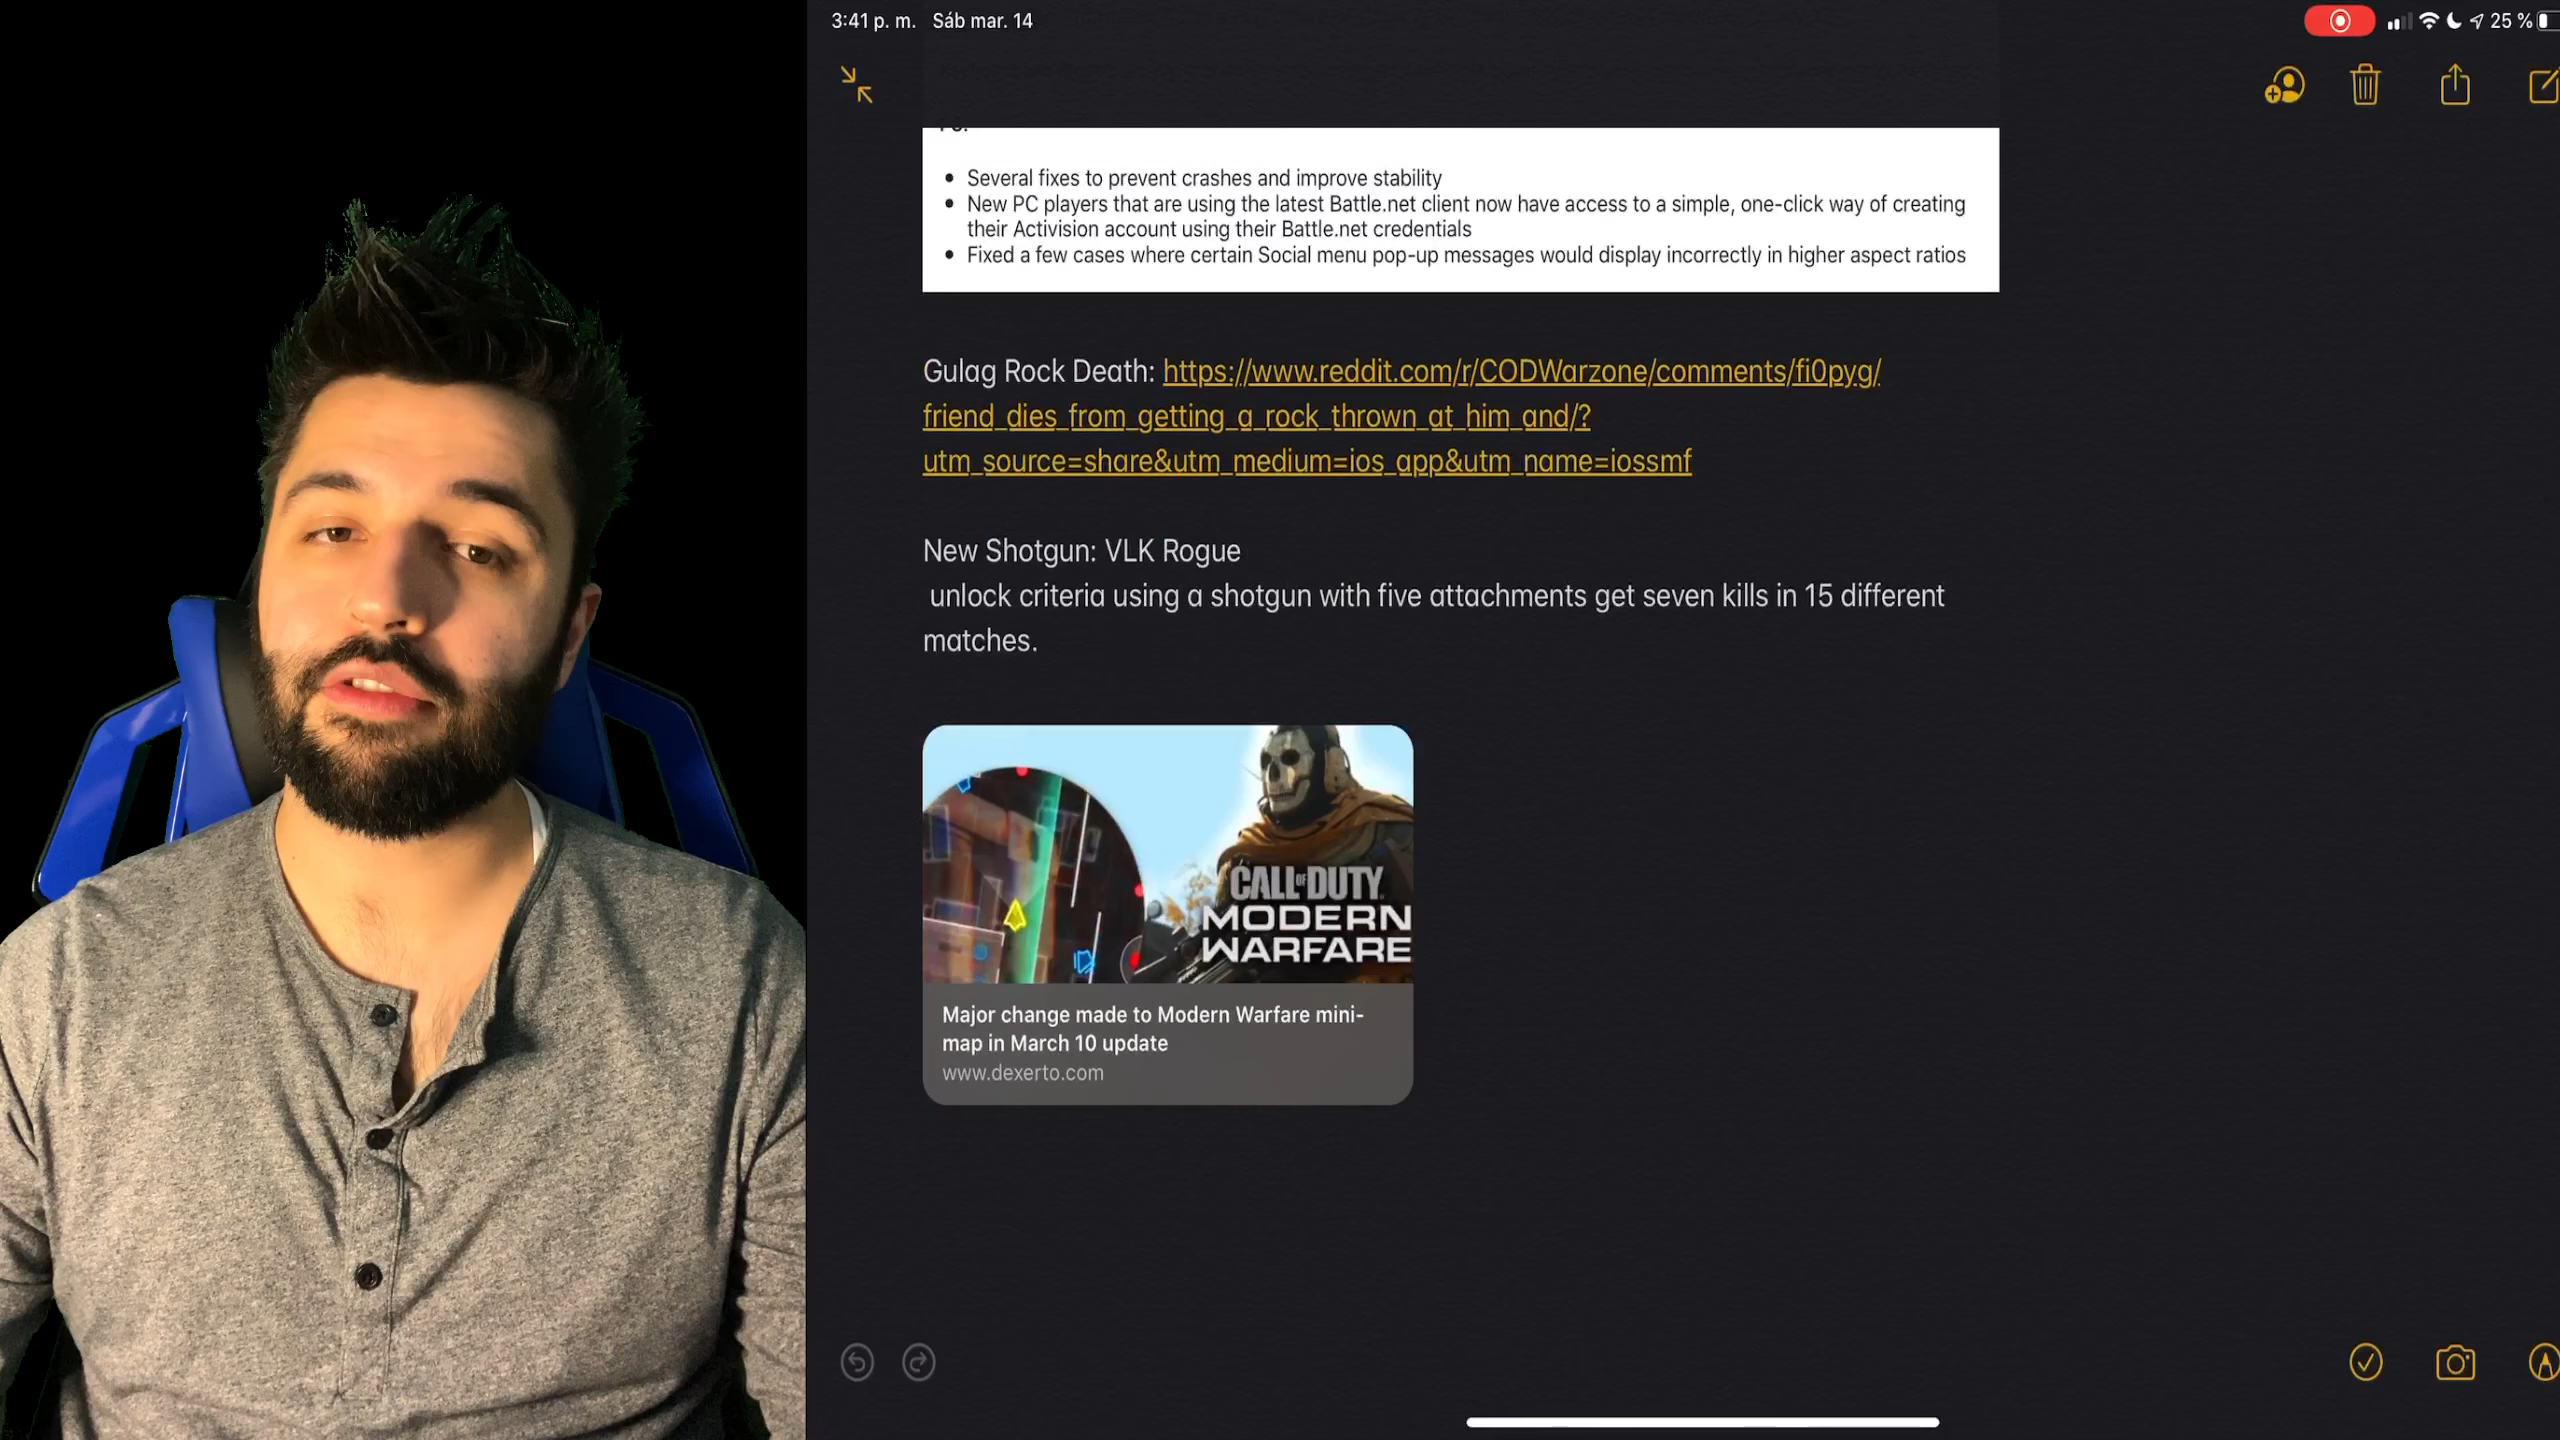 3:41 p. m. Sáb mar. 14
25 %
Several fixes to prevent crashes and improve stability
New PC players that are using the latest Battle.net client now have access to a simple, one-click way of creating
their Activision account using their Battle.net credentials
Fixed a few cases where certain Social menu pop-up messages would display incorrectly in higher aspect ratios
Gulag Rock Death: https://www.reddit.com/r/CODWarzone/comments/fi0pyg/
friend_dies_from_getting_a_rock_thrown_at_him_and/?
utm_source=share&utm_medium=ios_app&utm_name=iossmf
New Shotgun: VLK Rogue
unlock criteria using a shotgun with five attachments get seven kills in 15 different
matches.
CALL OF DUTY
MODERN
WARFARE
Major change made to Modern Warfare mini-
map in March 10 update
www.dexerto.com